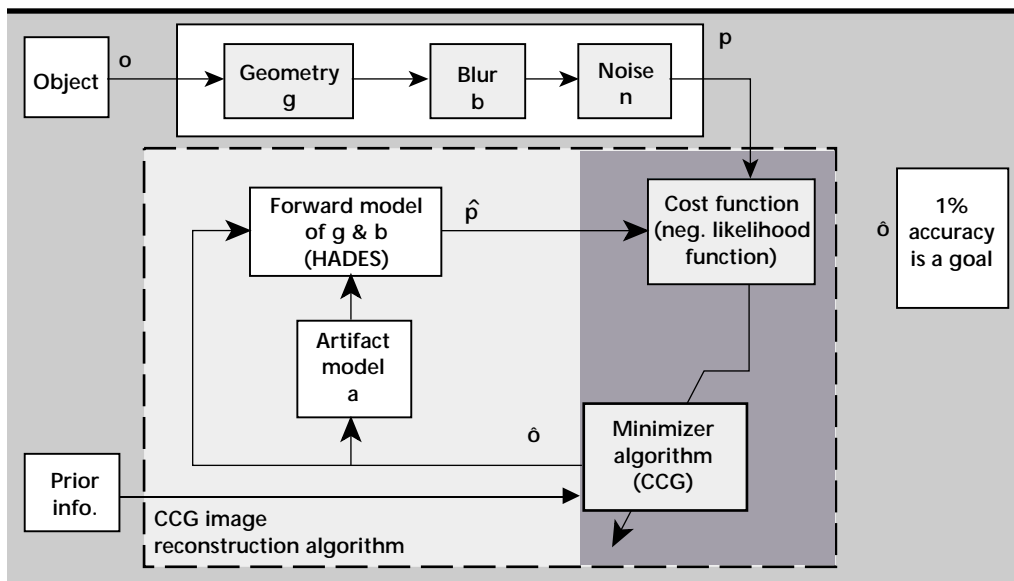 Object
o
Geometry
g
Blur
b
Noise
n
p
Forward model
of g & b
(HADES)
p̂
Cost function
(neg. likelihood
function)
ô
1%
accuracy
is a goal
Artifact
model
a
ô
Minimizer
algorithm
(CCG)
Prior
info.
CCG image
reconstruction algorithm